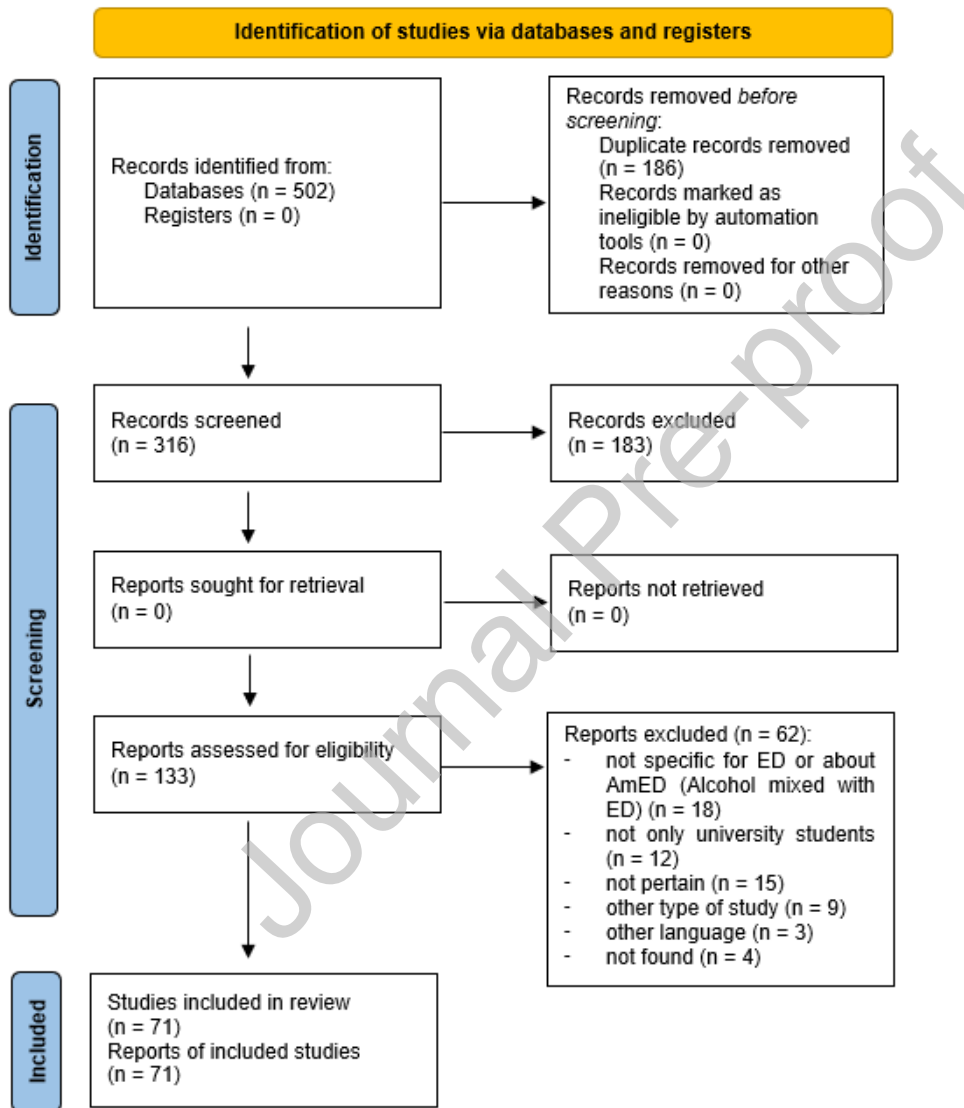 Identification of studies via databases and registers
Identification
Records identified from:
Databases (n = 502)
Registers (n = 0)
Records removed before
screening:
Duplicate records removed
(n = 186)
Records marked as
ineligible by automation
tools (n = 0)
Records removed for other
reasons (n = 0)
Screening
Records screened
(n = 316)
Records excluded
(n = 183)
Reports sought for retrieval
(n = 0)
Reports not retrieved
(n = 0)
Reports assessed for eligibility
(n = 133)
Reports excluded (n = 62):
- not specific for ED or about
AmED (Alcohol mixed with
ED) (n = 18)
- not only university students
(n = 12)
- not pertain (n = 15)
- other type of study (n = 9)
- other language (n = 3)
- not found (n = 4)
Included
Studies included in review
(n = 71)
Reports of included studies
(n = 71)
Journal Pre-proof